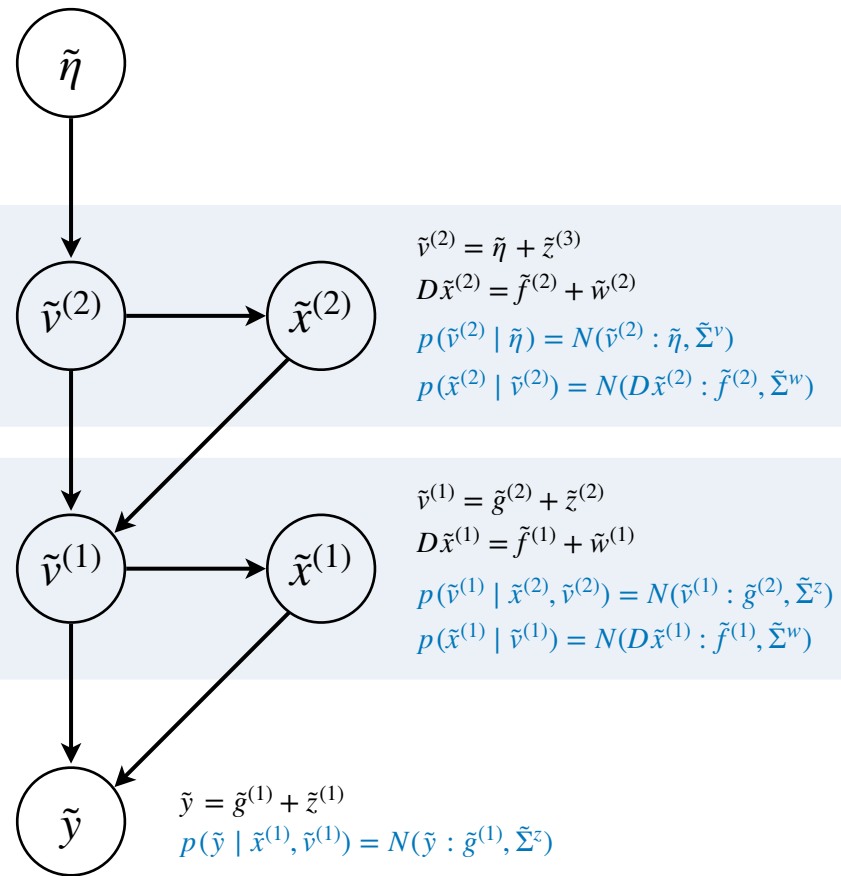 η̃
ṽ⁽²⁾ x̃⁽²⁾
ṽ⁽²⁾ = η̃ + z̃⁽³⁾
Dx̃⁽²⁾ = f̃⁽²⁾ + w̃⁽²⁾
p(ṽ⁽²⁾ ∣ η̃) = N(ṽ⁽²⁾ : η̃, Σ̃ᵛ)
p(x̃⁽²⁾ ∣ ṽ⁽²⁾) = N(Dx̃⁽²⁾ : f̃⁽²⁾, Σ̃ʷ)
ṽ⁽¹⁾ x̃⁽¹⁾
ṽ⁽¹⁾ = g̃⁽²⁾ + z̃⁽²⁾
Dx̃⁽¹⁾ = f̃⁽¹⁾ + w̃⁽¹⁾
p(ṽ⁽¹⁾ ∣ x̃⁽²⁾, ṽ⁽²⁾) = N(ṽ⁽¹⁾ : g̃⁽²⁾, Σ̃ᶻ)
p(x̃⁽¹⁾ ∣ ṽ⁽¹⁾) = N(Dx̃⁽¹⁾ : f̃⁽¹⁾, Σ̃ʷ)
ỹ
ỹ = g̃⁽¹⁾ + z̃⁽¹⁾
p(ỹ ∣ x̃⁽¹⁾, ṽ⁽¹⁾) = N(ỹ : g̃⁽¹⁾, Σ̃ᶻ)